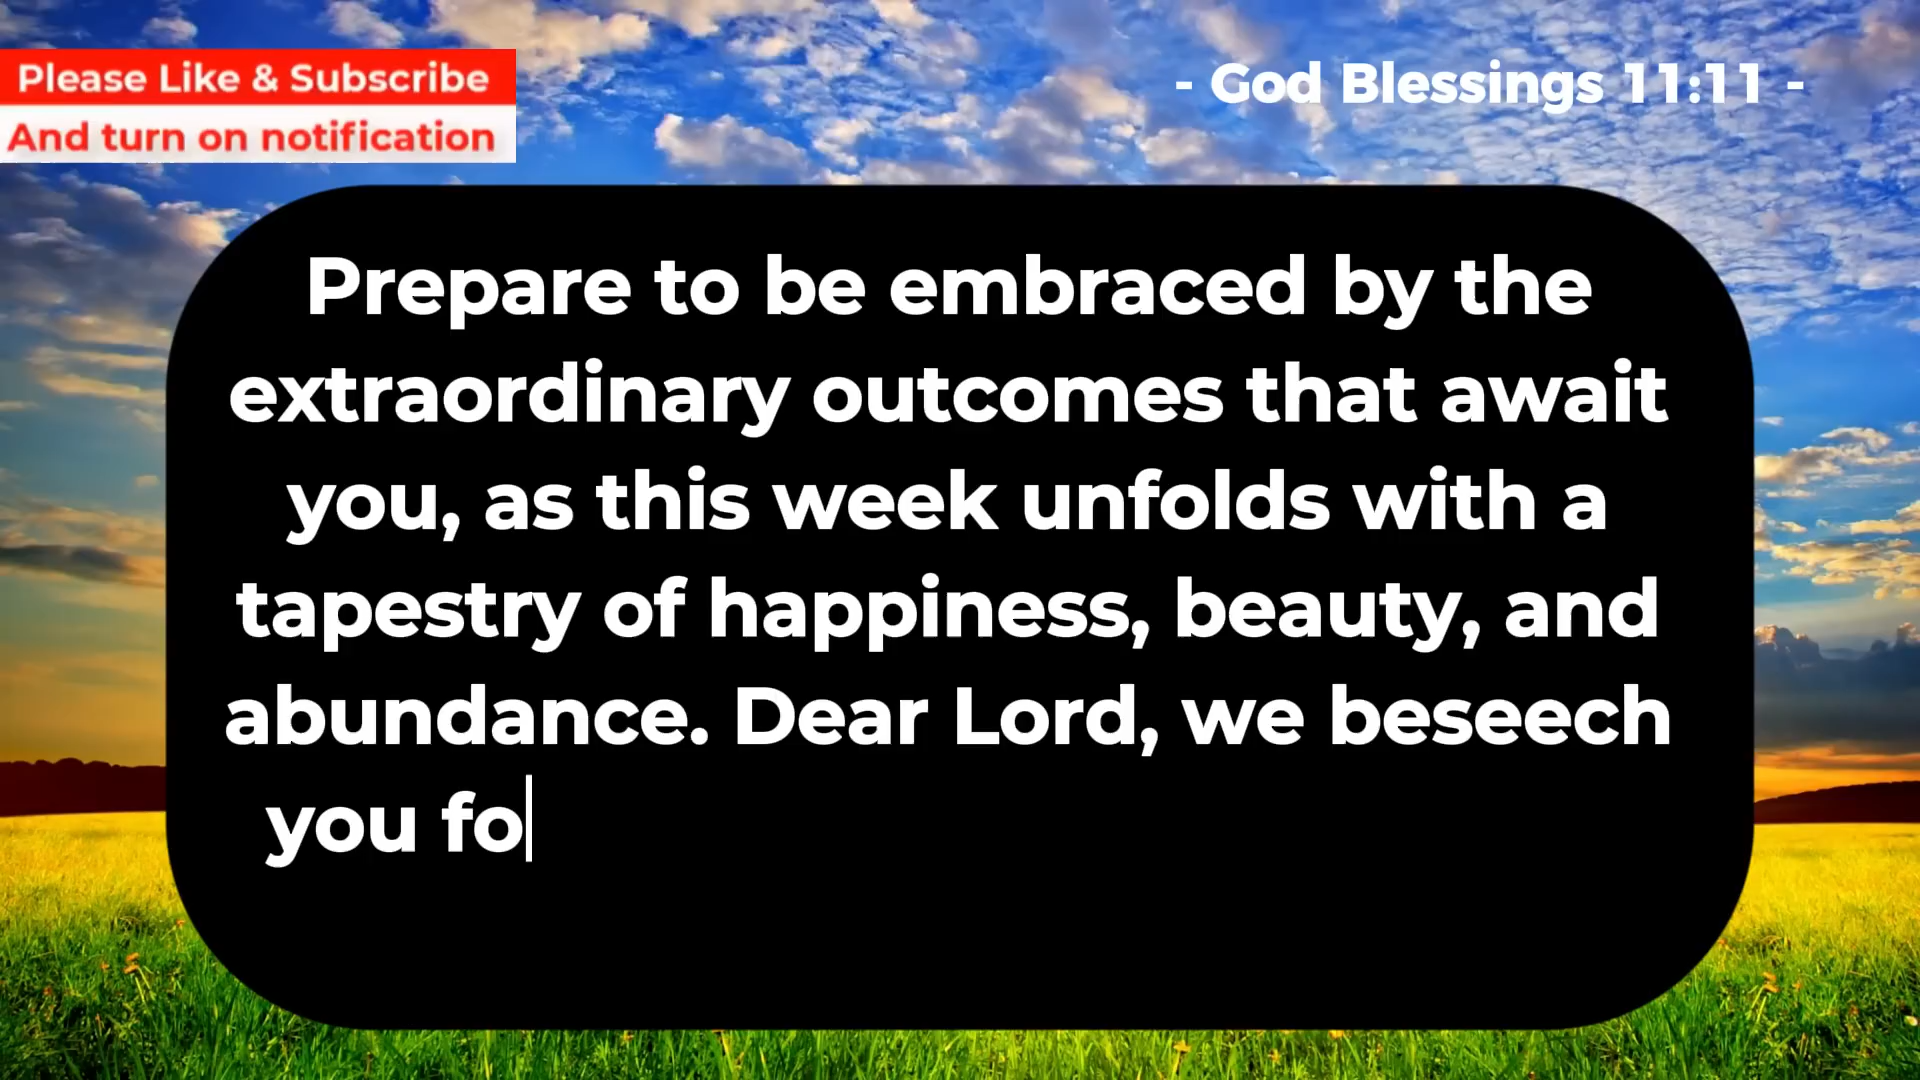 Please Like & Subscribe
And turn on notification
- God Blessings 11:11 -
Prepare to be embraced by the
extraordinary outcomes that await
you, as this week unfolds with a
tapestry of happiness, beauty, and
abundance. Dear Lord, we beseech
you fo